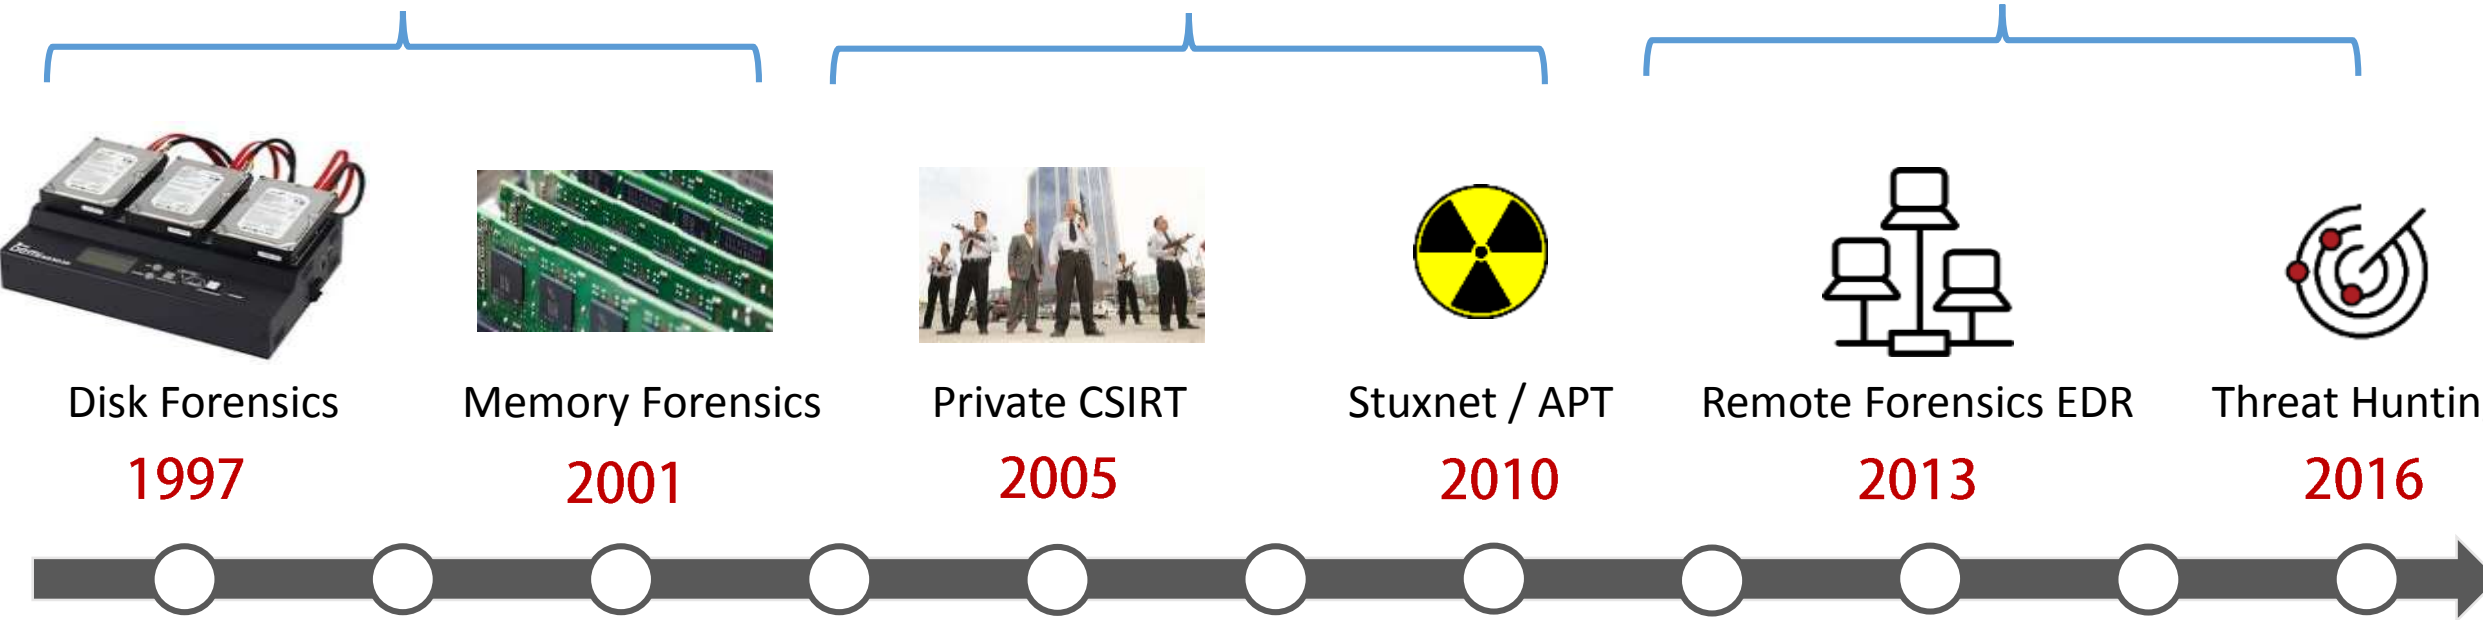 Disk Forensics
Memory Forensics
Private CSIRT
Stuxnet / APT
Remote Forensics EDR
Threat Huntin
1997
2001
2005
2010
2013
2016